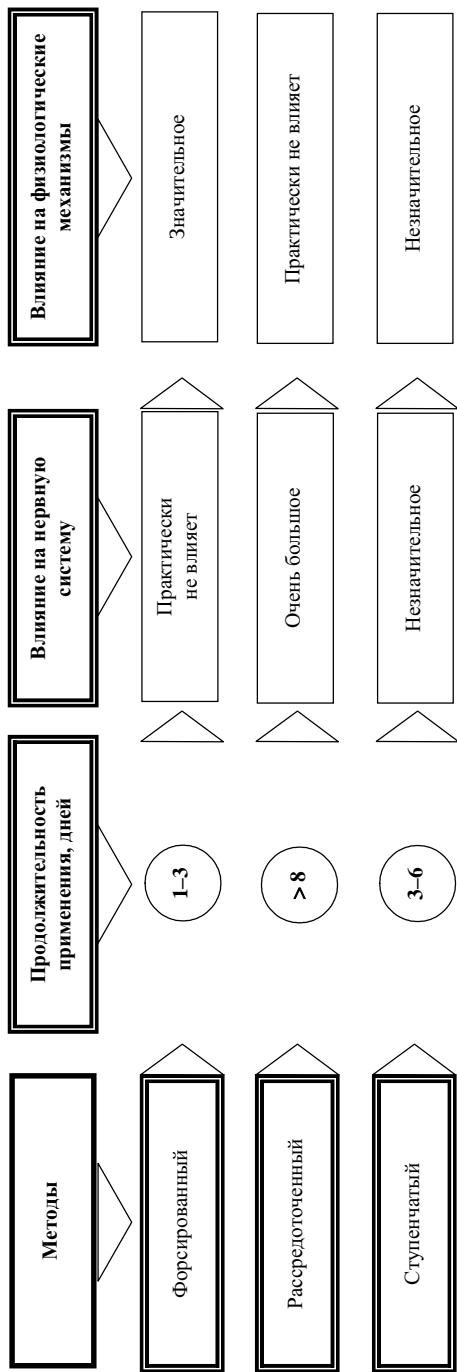 Методы
Продолжительность
применения, дней
Влияние на нервную
систему
Влияние на физиологические
механизмы
Форсированный
1–3
Практически
не влияет
Значительное
Рассредоточенный
> 8
Очень большое
Практически не влияет
Ступенчатый
3–6
Незначительное
Незначительное